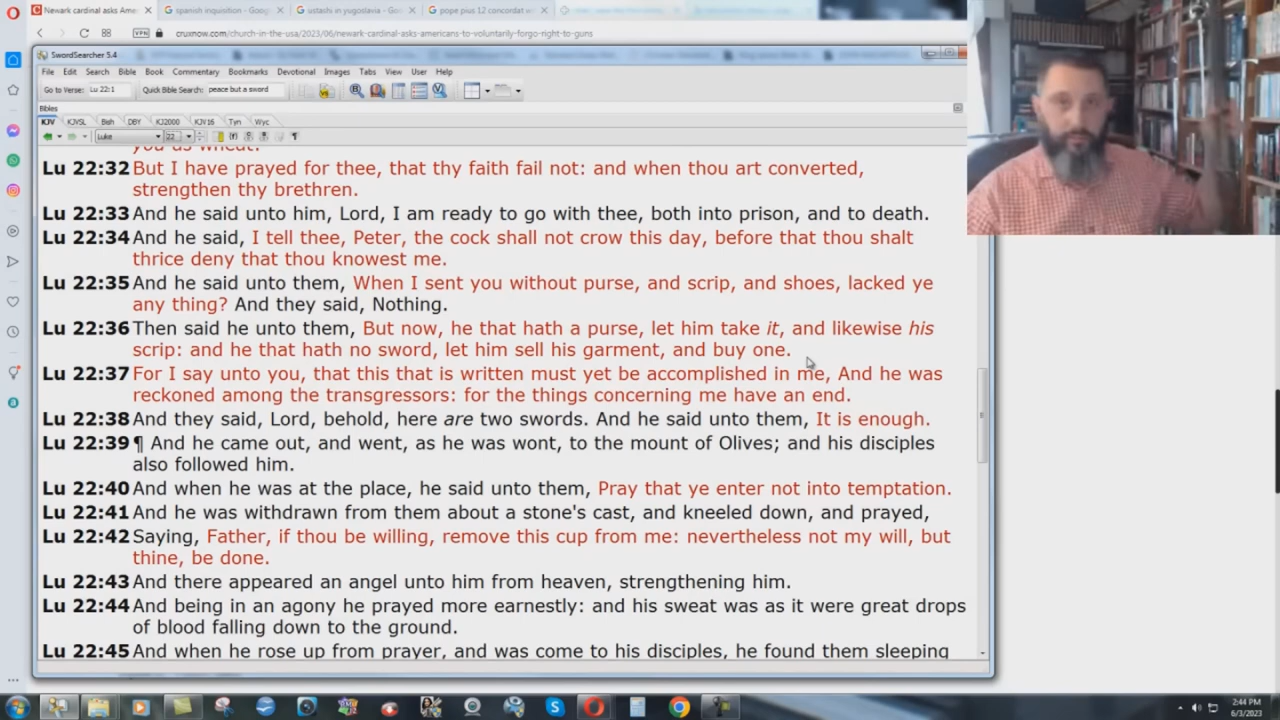 Newark cardinal asks American
spanish inquisition - Goog
ustashi in yugoslavia - Goo
pope pius 12 concordat w
88
VPN
cruxnow.com/church-in-the-usa/2023/06/newark-cardinal-asks-americans-to-voluntarily-forgo-right-to-guns
SwordSearcher 5.4
File Edit Search Bible Book Commentary Bookmarks Devotional Images Tabs View User Help
Go to Verse: Lu 22:1 Quick Bible Search: peace but a sword
Bibles
KJV KJVSL Bish DBY KJ2000 KJV16 Tyn Wyc
Luke 22
you as wheat.
Lu 22:32 But I have prayed for thee, that thy faith fail not: and when thou art converted,
strengthen thy brethren.
Lu 22:33 And he said unto him, Lord, I am ready to go with thee, both into prison, and to death.
Lu 22:34 And he said, I tell thee, Peter, the cock shall not crow this day, before that thou shalt
thrice deny that thou knowest me.
Lu 22:35 And he said unto them, When I sent you without purse, and scrip, and shoes, lacked ye
any thing? And they said, Nothing.
Lu 22:36 Then said he unto them, But now, he that hath a purse, let him take it, and likewise his
scrip: and he that hath no sword, let him sell his garment, and buy one.
Lu 22:37 For I say unto you, that this that is written must yet be accomplished in me, And he was
reckoned among the transgressors: for the things concerning me have an end.
Lu 22:38 And they said, Lord, behold, here are two swords. And he said unto them, It is enough.
Lu 22:39 ¶ And he came out, and went, as he was wont, to the mount of Olives; and his disciples
also followed him.
Lu 22:40 And when he was at the place, he said unto them, Pray that ye enter not into temptation.
Lu 22:41 And he was withdrawn from them about a stone's cast, and kneeled down, and prayed,
Lu 22:42 Saying, Father, if thou be willing, remove this cup from me: nevertheless not my will, but
thine, be done.
Lu 22:43 And there appeared an angel unto him from heaven, strengthening him.
Lu 22:44 And being in an agony he prayed more earnestly: and his sweat was as it were great drops
of blood falling down to the ground.
Lu 22:45 And when he rose up from prayer, and was come to his disciples, he found them sleeping
2:44 PM
6/3/2023